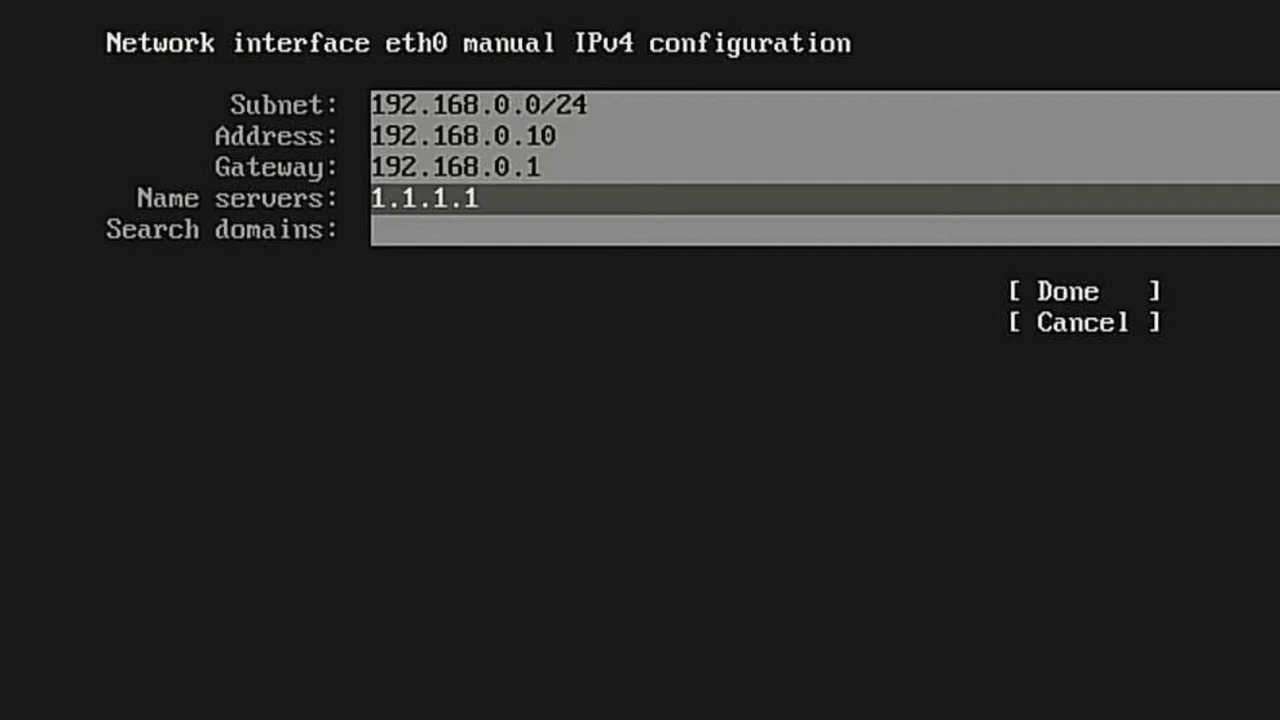 Network interface eth0 manual IPv4 configuration
Subnet: 192.168.0.0/24
Address: 192.168.0.10
Gateway: 192.168.0.1
Name servers: 1.1.1.1
Search domains:
[ Done ]
[ Cancel ]